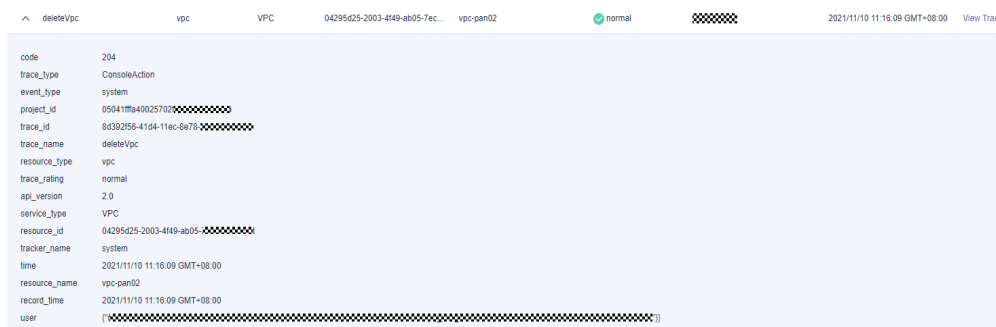 deleteVpc vpc VPC 04295d25-2003-4f49-ab05-7ec... vpc-pan02 normal 2021/11/10 11:16:09 GMT+08:00 View Trac
code 204
trace_type ConsoleAction
event_type system
project_id 05041fffa40025702
trace_id 8d392f56-41d4-11ec-8e78-
trace_name deleteVpc
resource_type vpc
trace_rating normal
api_version 2.0
service_type VPC
resource_id 04295d25-2003-4f49-ab05-
tracker_name system
time 2021/11/10 11:16:09 GMT+08:00
resource_name vpc-pan02
record_time 2021/11/10 11:16:09 GMT+08:00
user {"